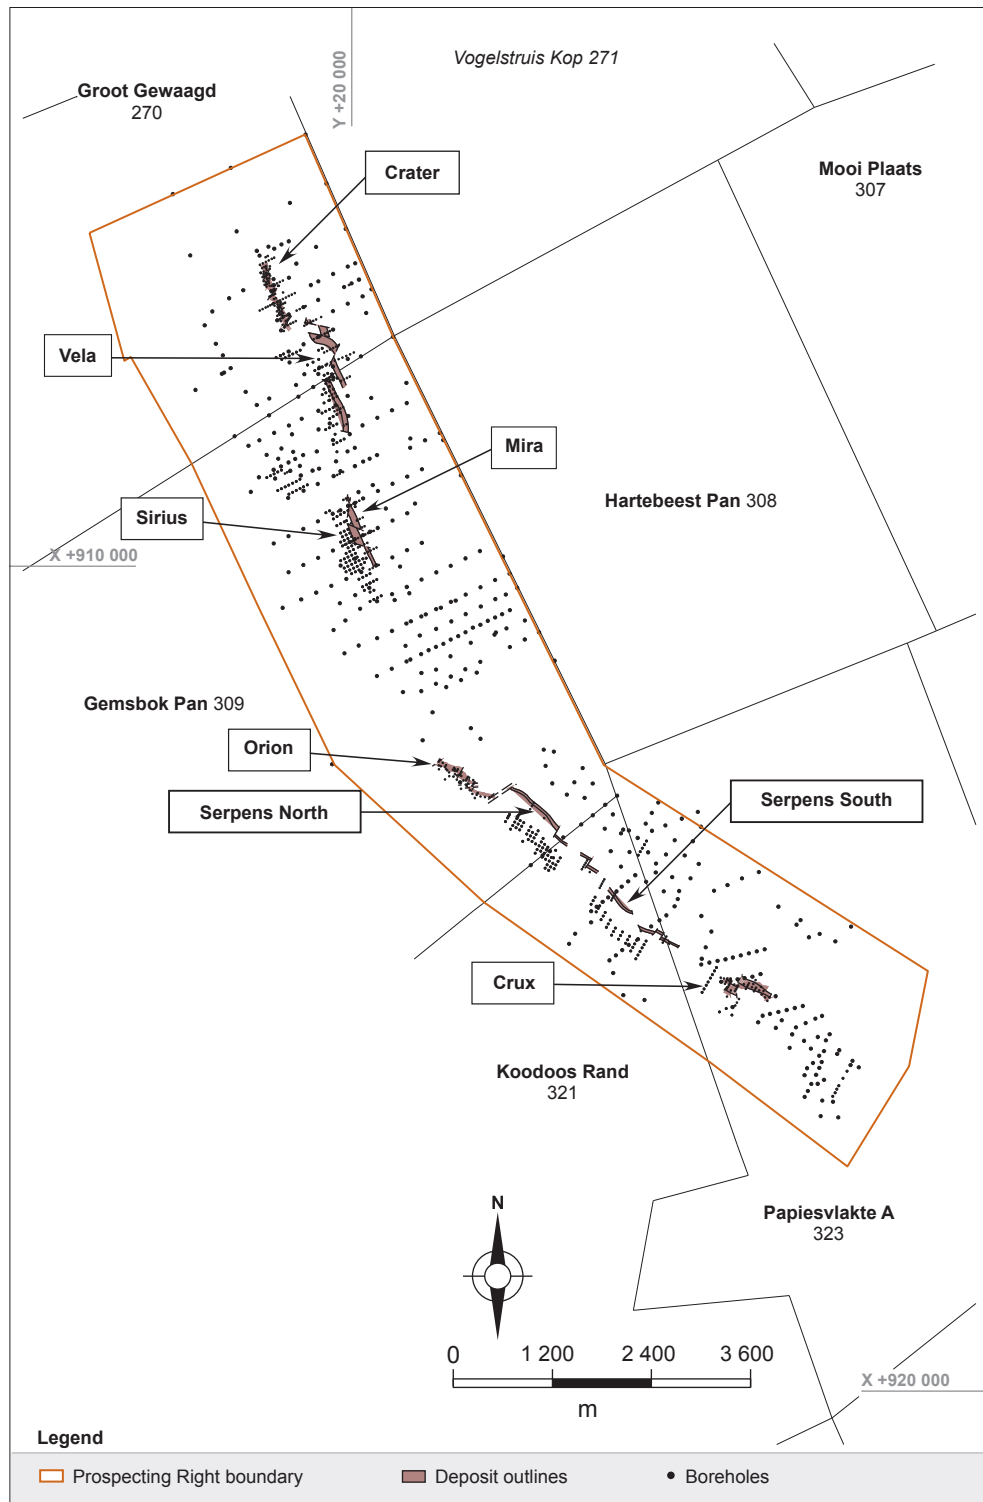 Vogelstruis Kop 271
Y +20 000
Groot Gewaagd
270
Crater
Mooi Plaats
307
Vela
Mira
Hartebeest Pan 308
Sirius
X +910 000
Gemsbok Pan 309
Orion
Serpens North
Serpens South
Crux
Koodoos Rand
321
Papiesvlakte A
323
N
0 1 200 2 400 3 600
m
X +920 000
Legend
Prospecting Right boundary
Deposit outlines
Boreholes